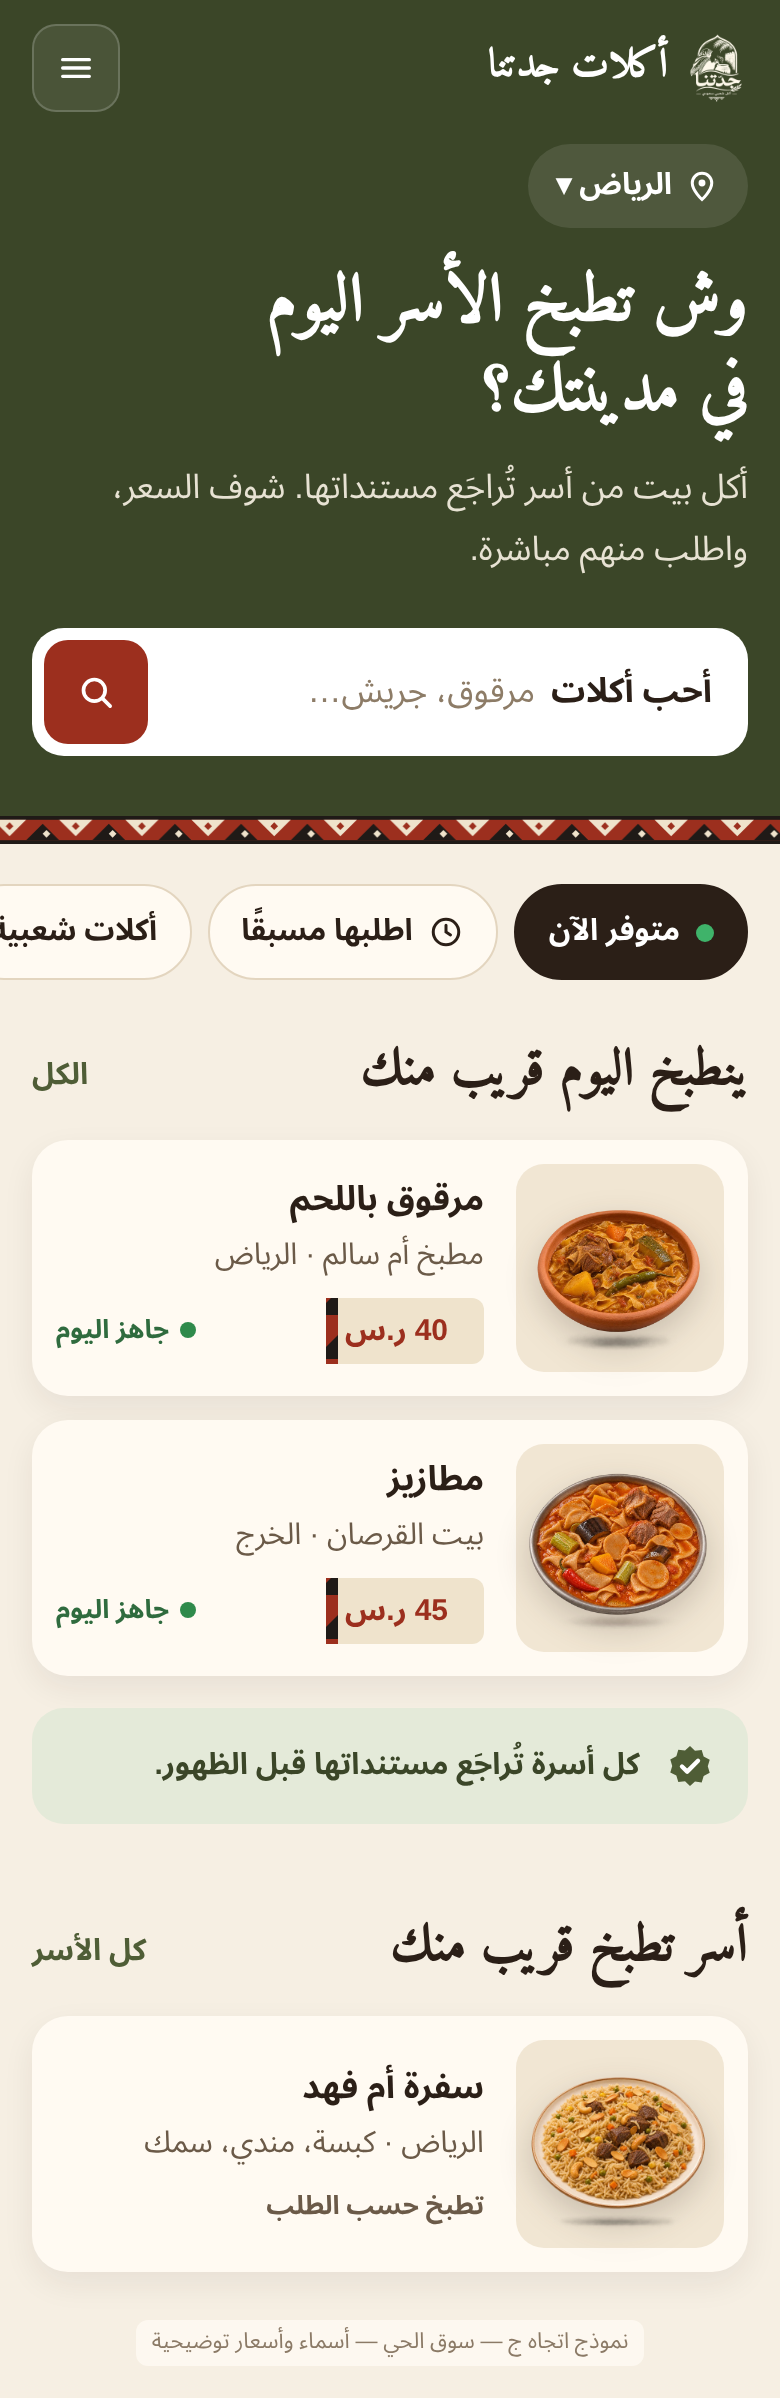 جدتنا
أكلات جدتنا
الرياض ▾
وش تطبخ الأسر اليوم
في مدينتك؟
أكل بيت من أسر تُراجَع مستنداتها. شوف السعر،
واطلب منهم مباشرة.
أحب أكلات مرقوق، جريش...
متوفر الآن
اطلبها مسبقًا
أكلات شعبية
ينطبخ اليوم قريب منك
الكل
مرقوق باللحم
مطبخ أم سالم · الرياض
40 ر.س
جاهز اليوم
مطازيز
بيت القرصان · الخرج
45 ر.س
جاهز اليوم
كل أسرة تُراجَع مستنداتها قبل الظهور.
أسر تطبخ قريب منك
كل الأسر
سفرة أم فهد
الرياض · كبسة، مندي، سمك
تطبخ حسب الطلب
نموذج اتجاه ج — سوق الحي — أسماء وأسعار توضيحية